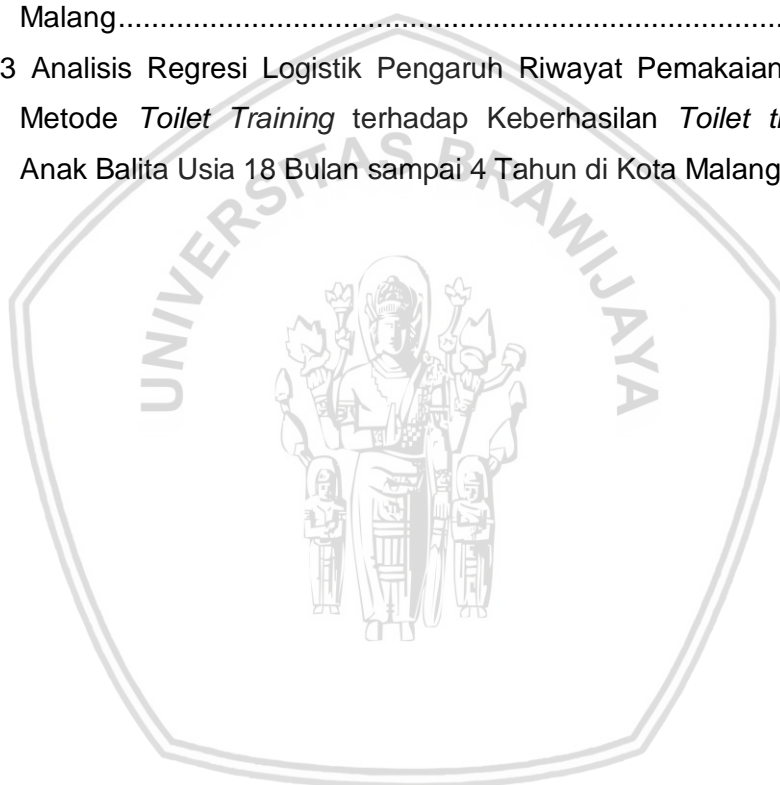 Malang................................................................................
3 Analisis Regresi Logistik Pengaruh Riwayat Pemakaian
Metode Toilet Training terhadap Keberhasilan Toilet
Anak Balita Usia 18 Bulan sampai 4 Tahun di Kota Malang
UNIVERSITAS BRAWIJAYA